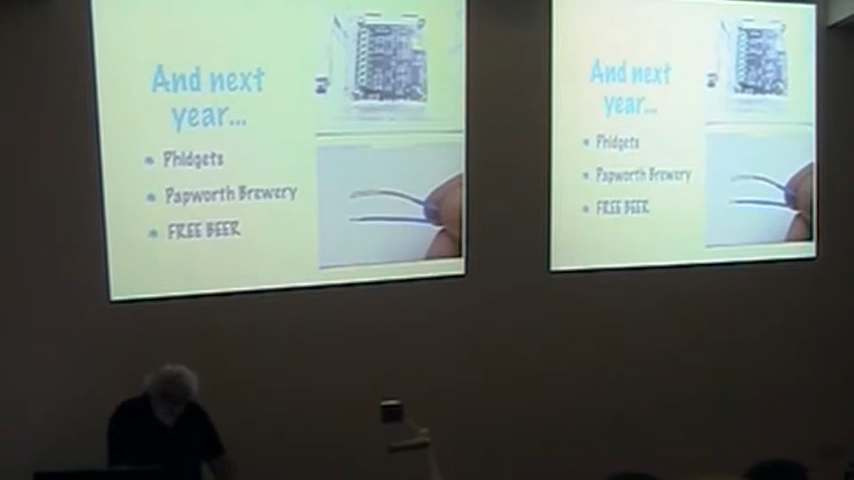 And next
year...
Phidgets
Papworth Brewery
FREE BEER
And next
year...
Phidgets
Papworth Brewery
FREE BEER